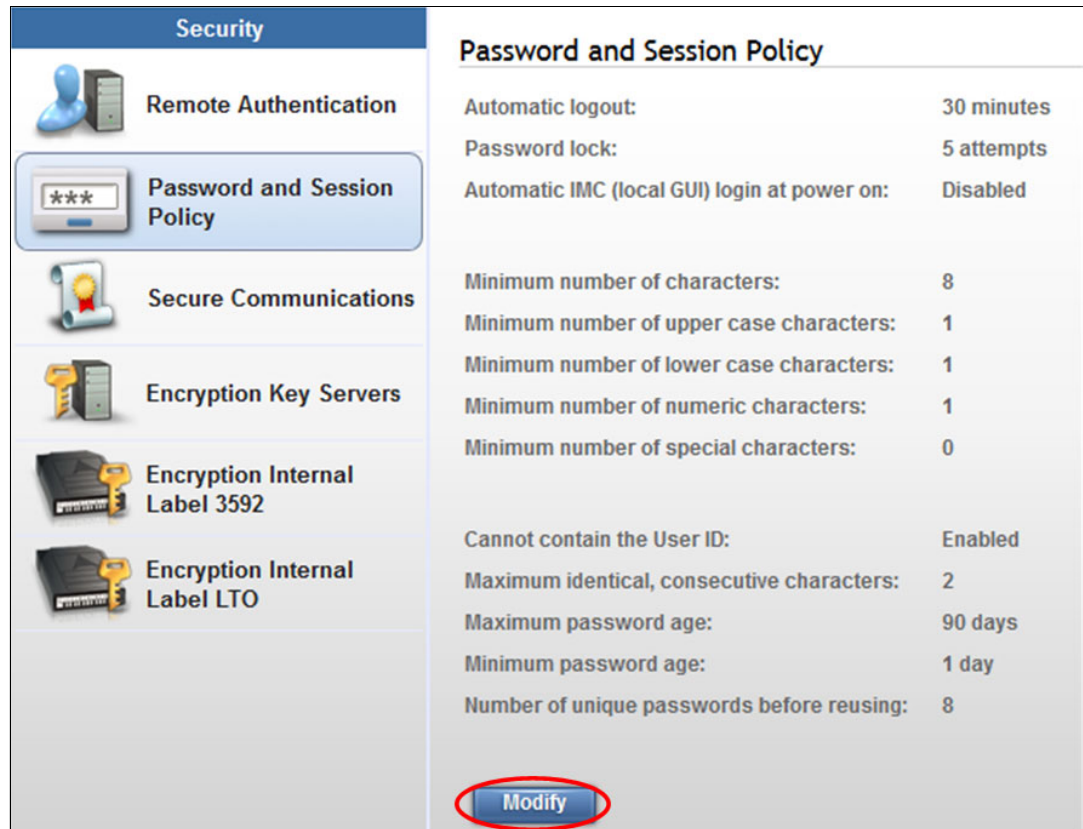 Security
Remote Authentication
***
Password and Session
Policy
Secure Communications
Encryption Key Servers
Encryption Internal
Label 3592
Encryption Internal
Label LTO
Password and Session Policy
Automatic logout: 30 minutes
Password lock: 5 attempts
Automatic IMC (local GUI) login at power on: Disabled
Minimum number of characters: 8
Minimum number of upper case characters: 1
Minimum number of lower case characters: 1
Minimum number of numeric characters: 1
Minimum number of special characters: 0
Cannot contain the User ID: Enabled
Maximum identical, consecutive characters: 2
Maximum password age: 90 days
Minimum password age: 1 day
Number of unique passwords before reusing: 8
Modify